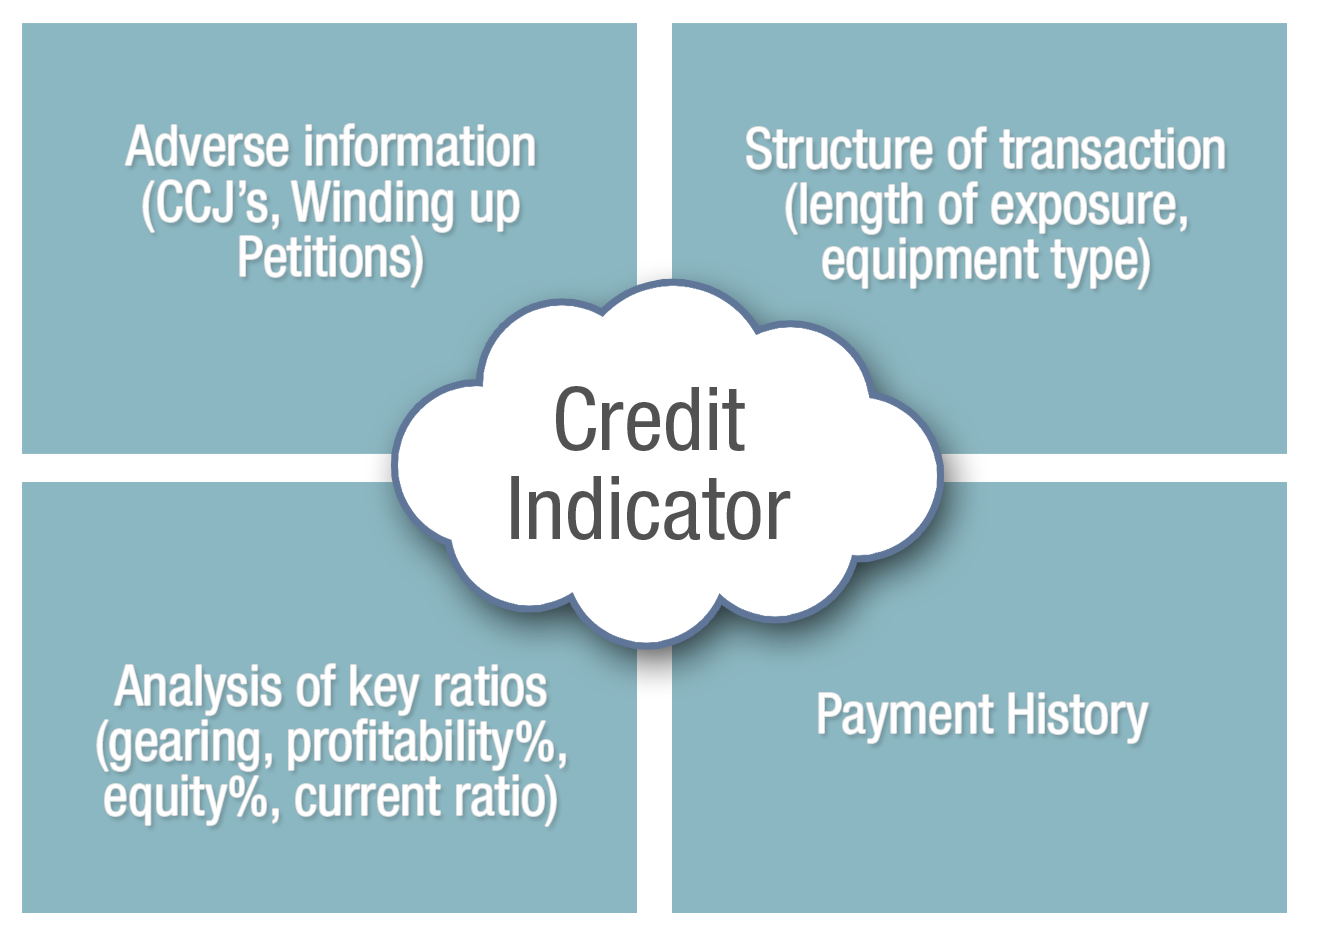 Adverse information
(CCJ’s, Winding up
Petitions)
Structure of transaction
(length of exposure,
equipment type)
Credit
Indicator
Analysis of key ratios
(gearing, profitability%,
equity%, current ratio)
Payment History